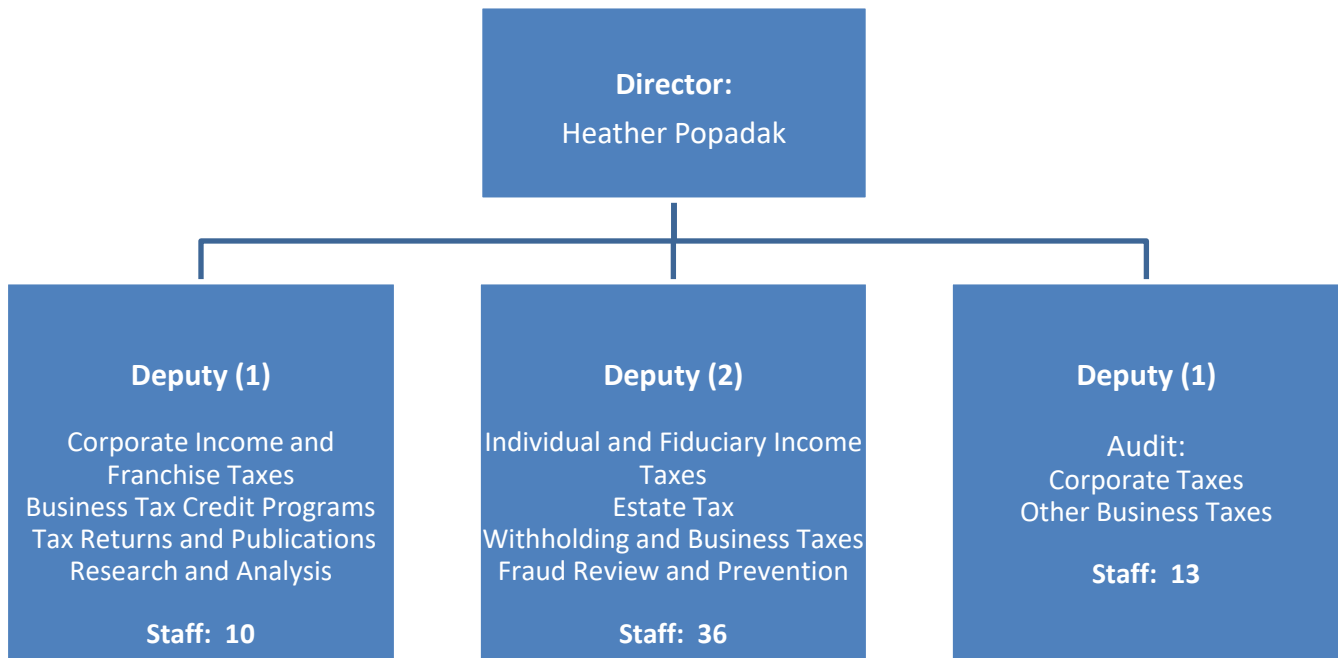 Director:
Heather Popadak
Deputy (1)
Corporate Income and
Franchise Taxes
Business Tax Credit Programs
Tax Returns and Publications
Research and Analysis
Staff: 10
Deputy (2)
Individual and Fiduciary Income
Taxes
Estate Tax
Withholding and Business Taxes
Fraud Review and Prevention
Staff: 36
Deputy (1)
Audit:
Corporate Taxes
Other Business Taxes
Staff: 13